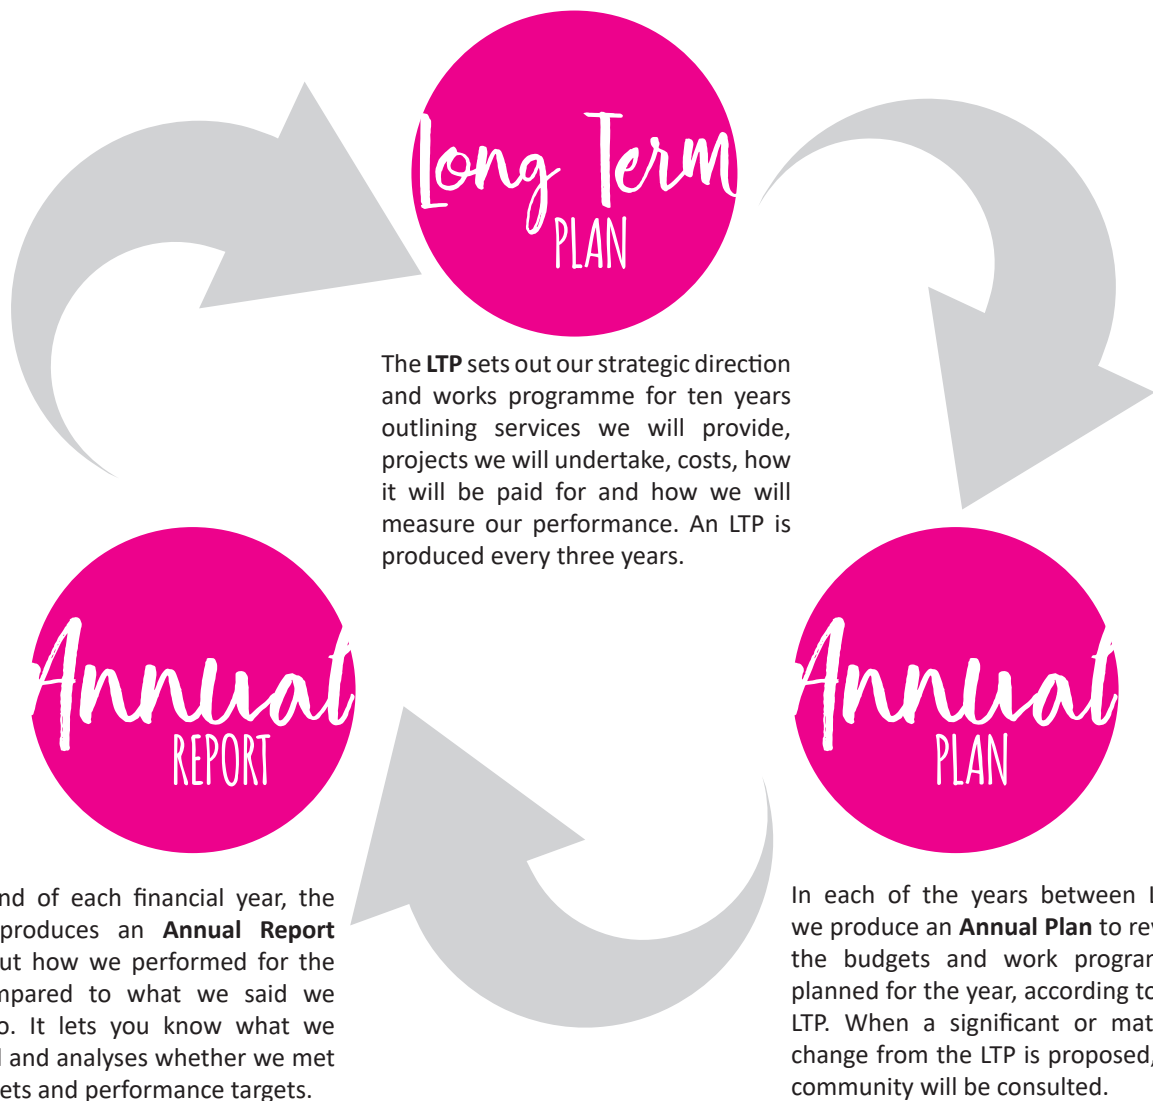 Long Term
PLAN
The LTP sets out our strategic direction
and works programme for ten years
outlining services we will provide,
projects we will undertake, costs, how
it will be paid for and how we will
measure our performance. An LTP is
produced every three years.
Annual
REPORT
of each financial year, the
produces an Annual Report
how we performed for the
to what we said we
It lets you know what we
and analyses whether we met
and performance targets.
Annual
PLAN
In each of the years between
we produce an Annual Plan to
the budgets and work
planned for the year, according to
LTP. When a significant or
change from the LTP is proposed,
community will be consulted.